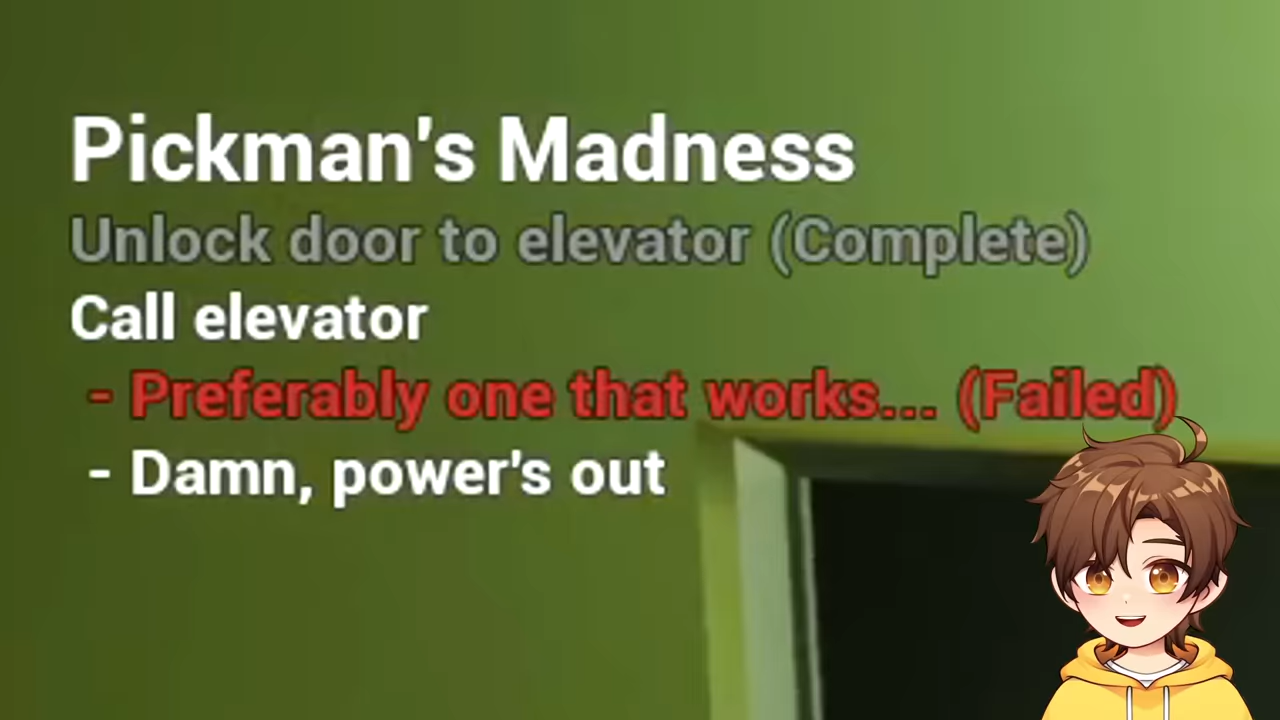 Pickman's Madness
Unlock door to elevator (Complete)
Call elevator
- Preferably one that works... (Failed)
- Damn, power's out